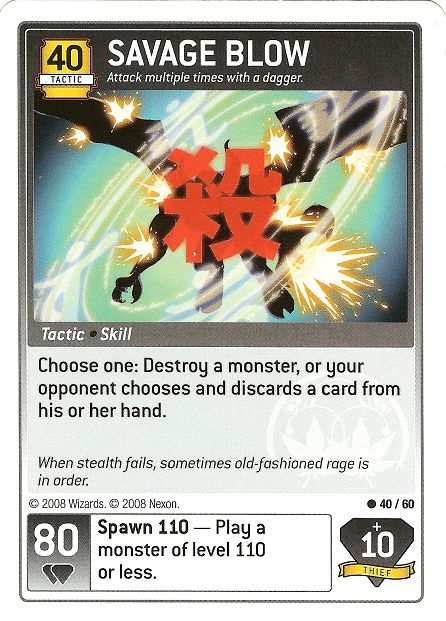 40
TACTIC
SAVAGE BLOW
Attack multiple times with a dagger.
殺
Tactic • Skill
Choose one: Destroy a monster, or your
opponent chooses and discards a card from
his or her hand.
When stealth fails, sometimes old-fashioned rage is
in order.
© 2008 Wizards. © 2008 Nexon.
● 40 / 60
80
Spawn 110 — Play a
monster of level 110
or less.
+
10
THIEF